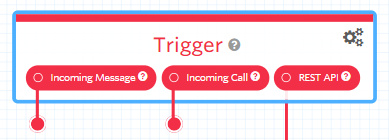 Trigger ?
Incoming Message ? Incoming Call ? REST API ?